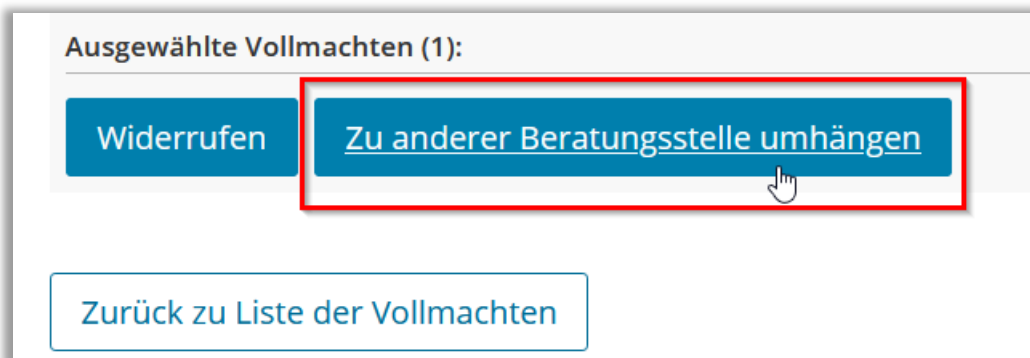 Ausgewählte Vollmachten (1):
Widerrufen
Zu anderer Beratungsstelle umhängen
Zurück zu Liste der Vollmachten